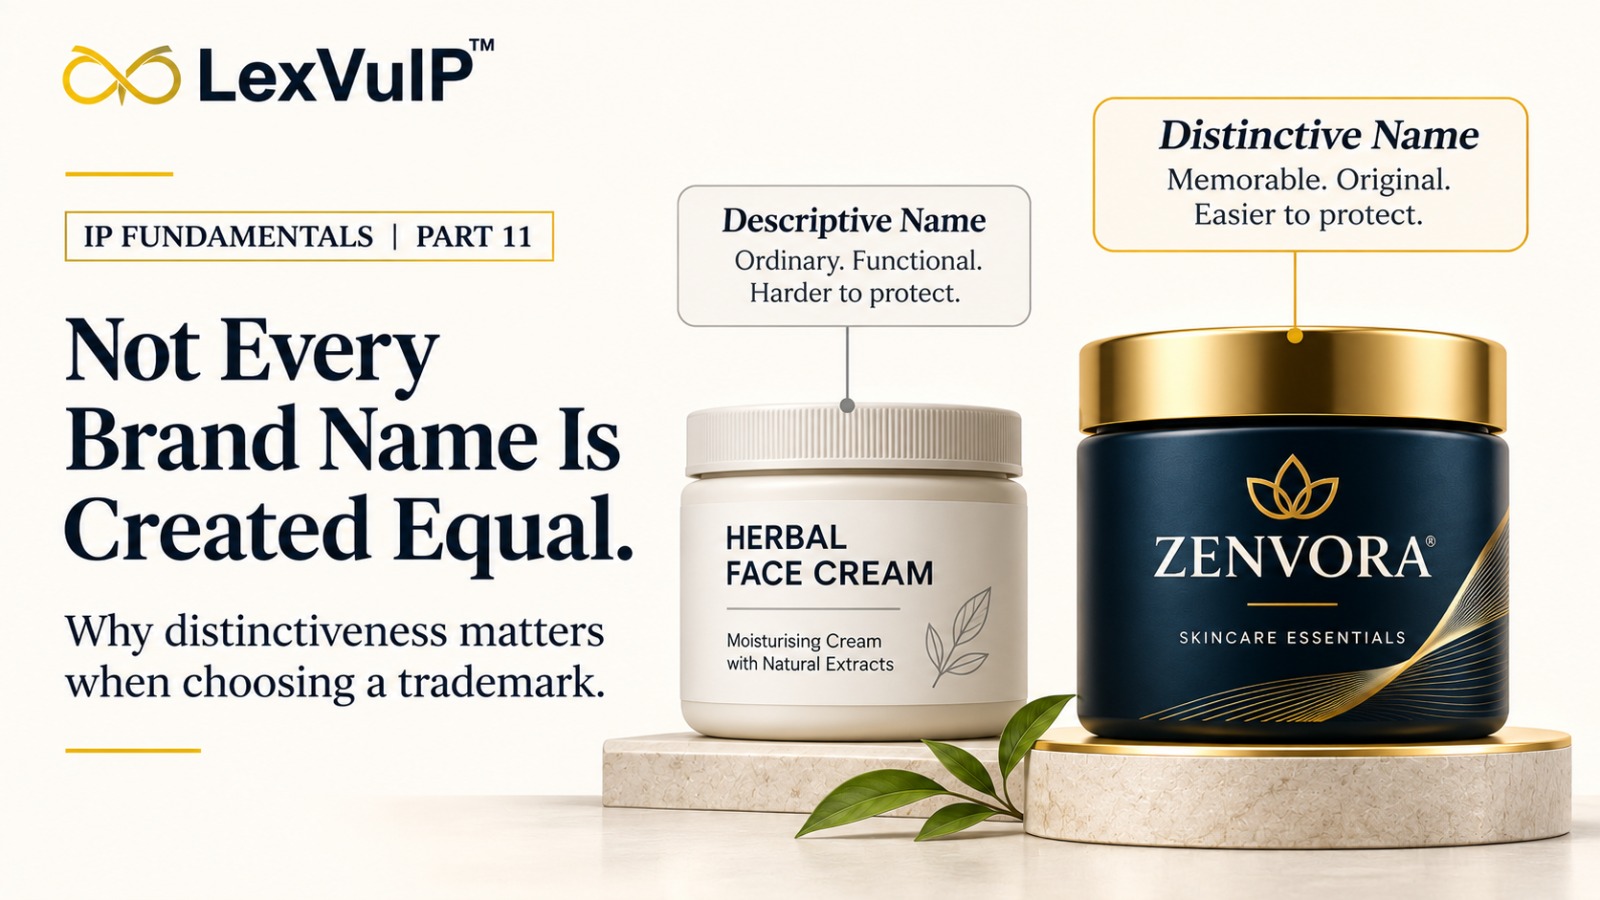 LexVuIP™
IP FUNDAMENTALS | PART 11
Not Every
Brand Name Is
Created Equal.
Why distinctiveness matters
when choosing a trademark.
Descriptive Name
Ordinary. Functional.
Harder to protect.
HERBAL
FACE CREAM
Moisturising Cream
with Natural Extracts
Distinctive Name
Memorable. Original.
Easier to protect.
ZENVORA®
SKINCARE ESSENTIALS